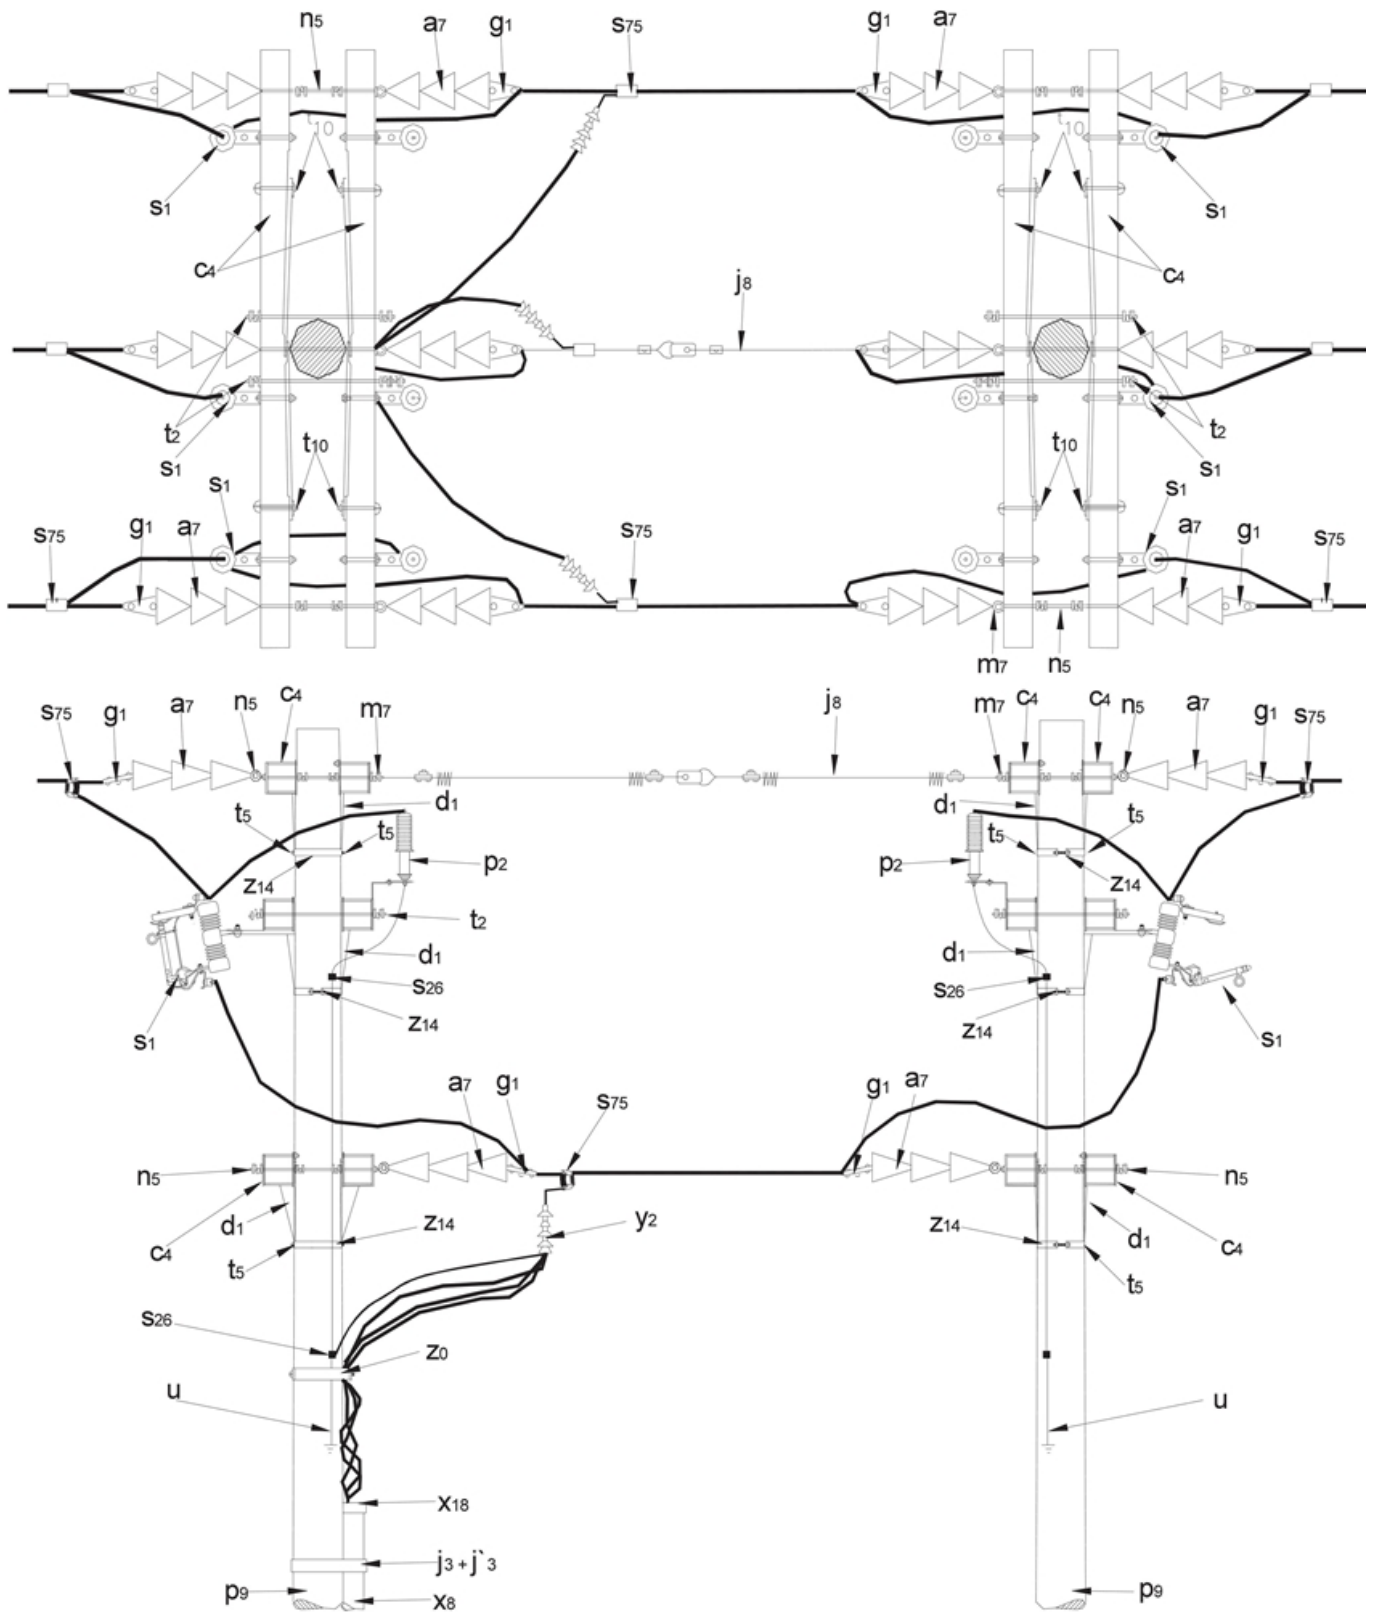 n5 a7 g1 s75 g1 a7
t10 t10
s1 s1
c4 j8 c4
t2 t2
s1 t10 t10 s1
s1 s1
s75 g1 a7 s75 a7 g1 s75
m7 n5
s75 g1 a7 n5 c4 m7 j8 m7 c4 c4 n5 a7 g1 s75
d1 d1
t5 t5 t5 t5
z14 p2 p2 z14
t2
d1 d1
s26 s26
s1 z14 z14 s1
a7 g1 s75 g1 a7
n5 n5
d1 z14 y2 z14 d1
c4 c4
t5 t5
s26 z0
u u
x18
j3 + j`3
p9 x8 p9